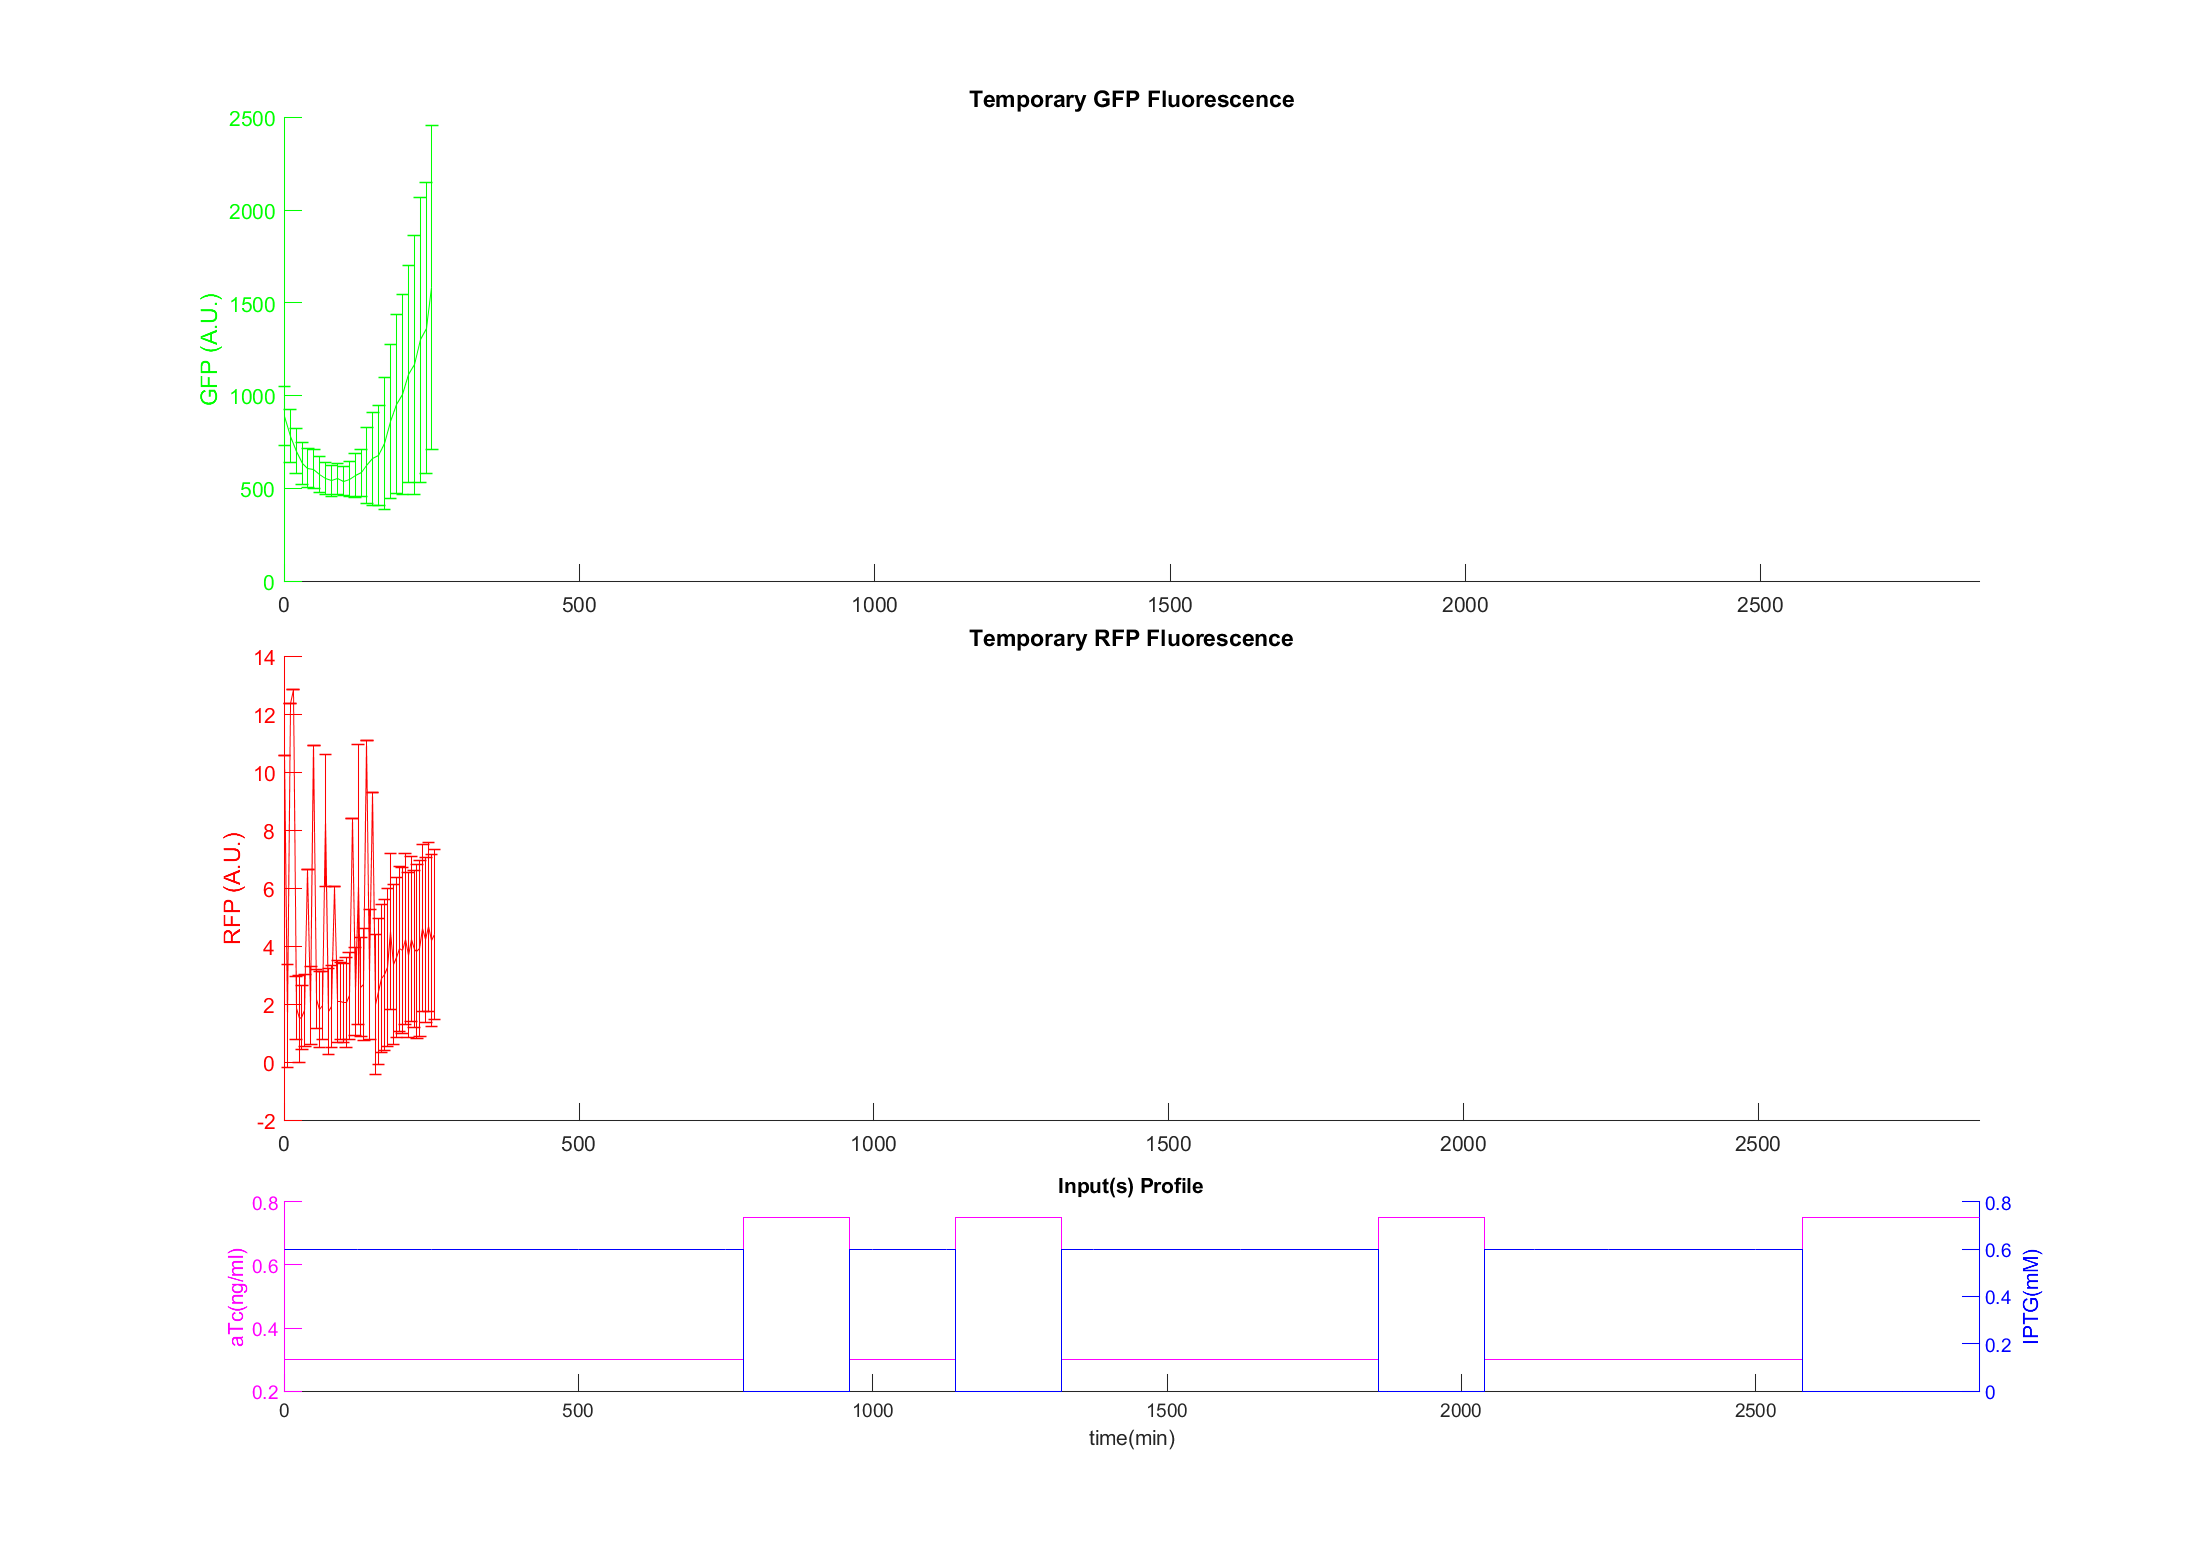 Temporary GFP Fluorescence
2500
2000
1500
1000
500
0
GFP (A.U.)
0 500 1000 1500 2000 2500
Temporary RFP Fluorescence
14
12
10
8
6
4
2
0
-2
RFP (A.U.)
0 500 1000 1500 2000 2500
Input(s) Profile
0.8
0.6
0.4
0.2
aTc(ng/ml)
0.8
0.6
0.4
0.2
0
IPTG(mM)
0 500 1000 1500 2000 2500
time(min)